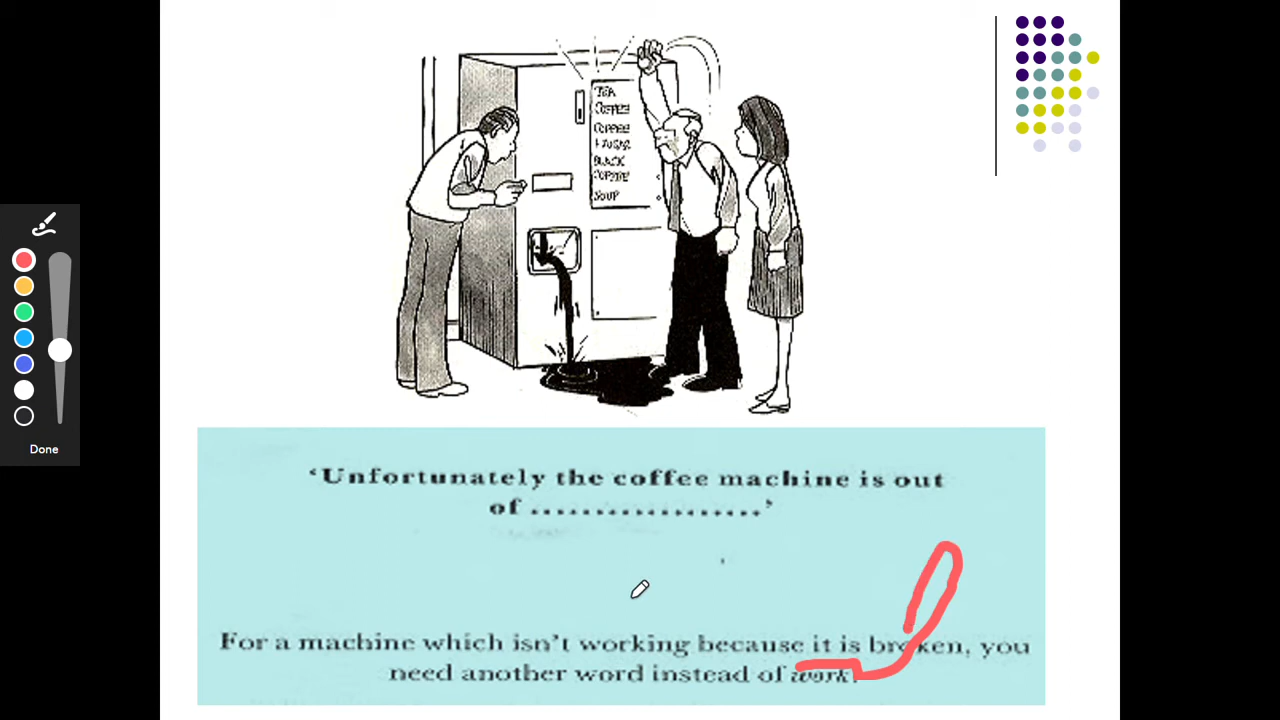 TEA
COFFEE
COFFEE
+ SUGAR
BLACK
COFFEE
SOUP
‘Unfortunately the coffee machine is out
of ..................’
For a machine which isn't working because it is broken, you
need another word instead of work.
Done